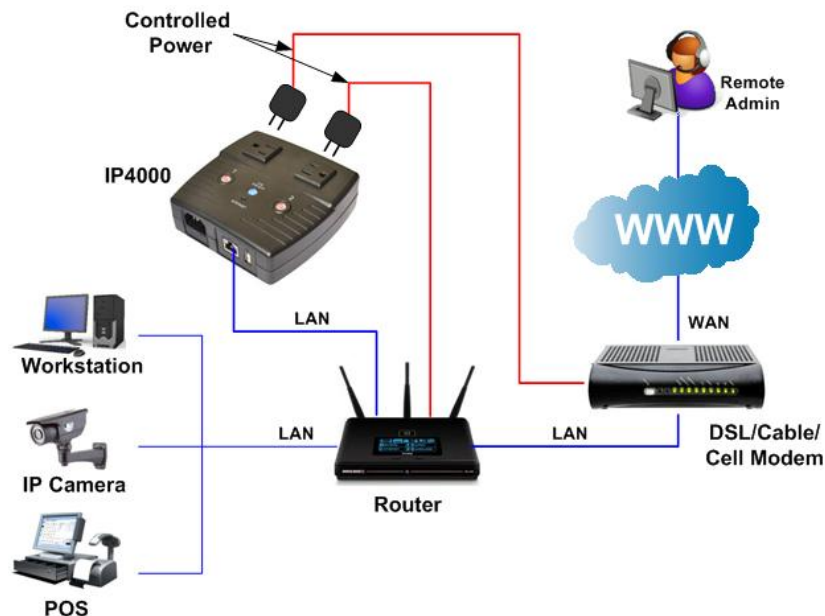 Controlled
Power
Remote
Admin
IP4000
WWW
LAN
WAN
Workstation
LAN
LAN
DSL/Cable/
Cell Modem
IP Camera
Router
POS